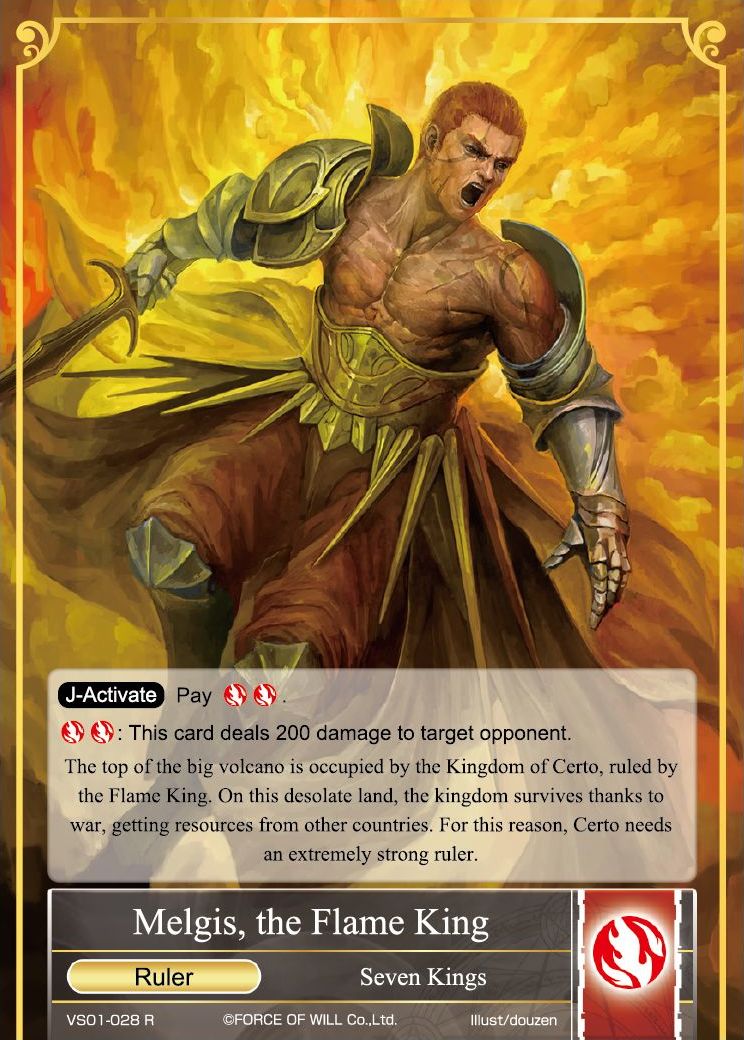 J-Activate Pay .
: This card deals 200 damage to target opponent.
The top of the big volcano is occupied by the Kingdom of Certo, ruled by
the Flame King. On this desolate land, the kingdom survives thanks to
war, getting resources from other countries. For this reason, Certo needs
an extremely strong ruler.
Melgis, the Flame King
Ruler Seven Kings
VS01-028 R ©FORCE OF WILL Co.,Ltd. Illust/douzen